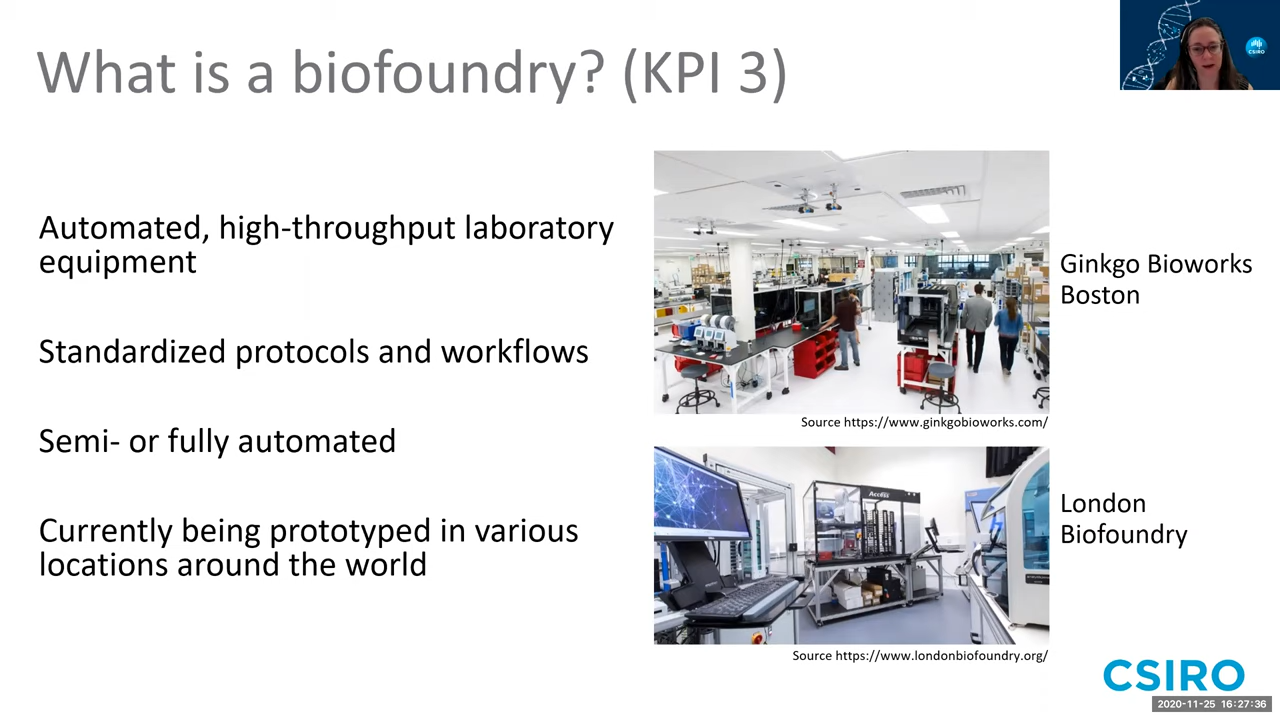 What is a biofoundry? (KPI 3)
CSIRO
Automated, high-throughput laboratory
equipment
Standardized protocols and workflows
Semi- or fully automated
Currently being prototyped in various
locations around the world
Ginkgo Bioworks
Boston
Source https://www.ginkgobioworks.com/
Access
London
Biofoundry
Source https://www.londonbiofoundry.org/
CSIRO
2020-11-25 16:27:36